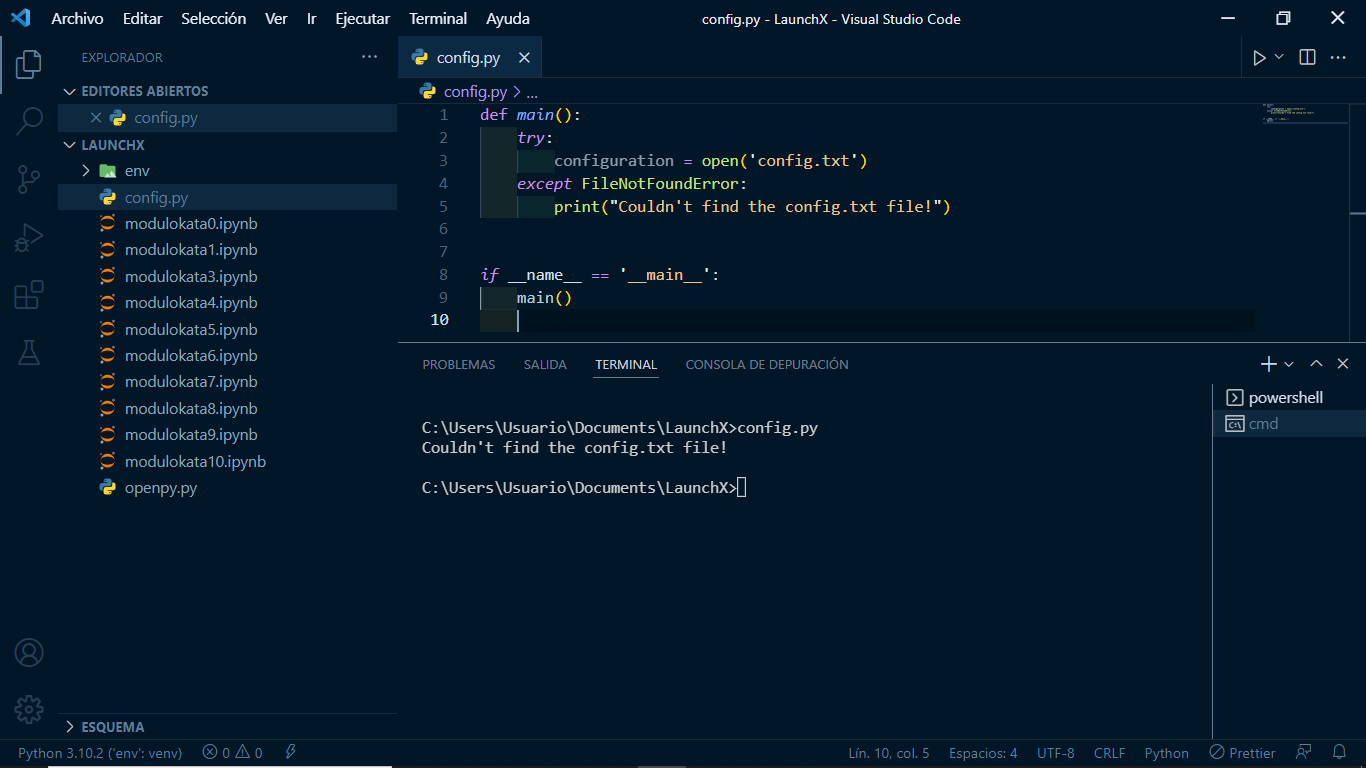 Archivo Editar Selección Ver Ir Ejecutar Terminal Ayuda config.py - LaunchX - Visual Studio Code
EXPLORADOR
EDITORES ABIERTOS
config.py
LAUNCHX
env
config.py
modulokata0.ipynb
modulokata1.ipynb
modulokata3.ipynb
modulokata4.ipynb
modulokata5.ipynb
modulokata6.ipynb
modulokata7.ipynb
modulokata8.ipynb
modulokata9.ipynb
modulokata10.ipynb
openpy.py
ESQUEMA
config.py
config.py > ...
1 def main():
2     try:
3         configuration = open('config.txt')
4     except FileNotFoundError:
5         print("Couldn't find the config.txt file!")
6
7
8 if __name__ == '__main__':
9     main()
10
PROBLEMAS SALIDA TERMINAL CONSOLA DE DEPURACIÓN
C:\Users\Usuario\Documents\LaunchX>config.py
Couldn't find the config.txt file!
C:\Users\Usuario\Documents\LaunchX>
powershell
cmd
Python 3.10.2 ('env': venv) 0 0 Lín. 10, col. 5 Espacios: 4 UTF-8 CRLF Python Prettier